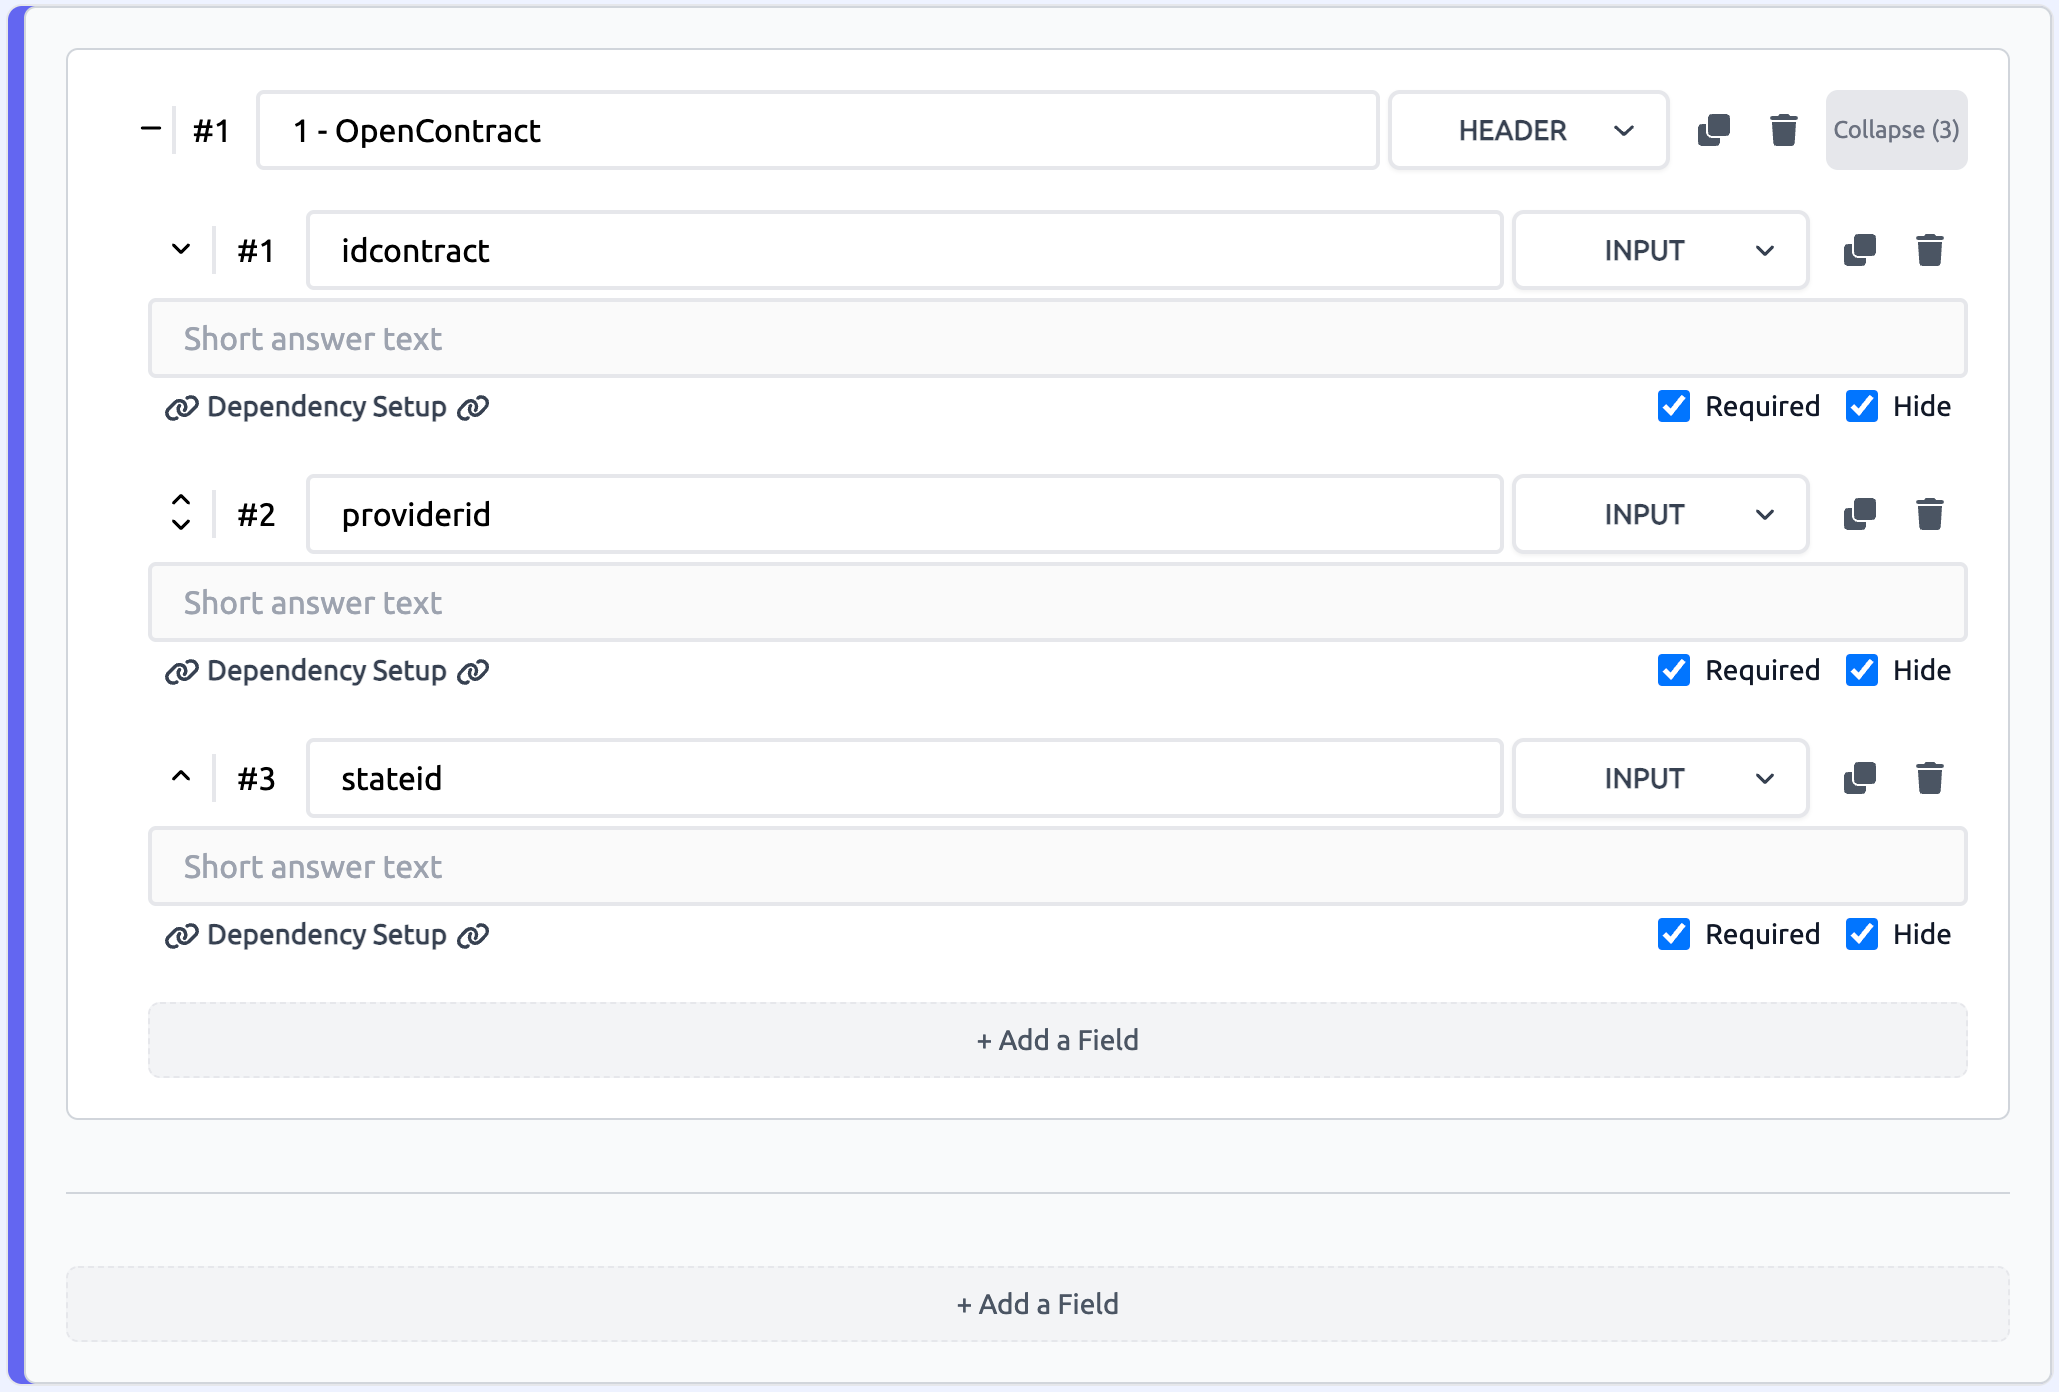 #1 1 - OpenContract HEADER Collapse (3)
#1 idcontract INPUT
Short answer text
Dependency Setup Required Hide
#2 providerid INPUT
Short answer text
Dependency Setup Required Hide
#3 stateid INPUT
Short answer text
Dependency Setup Required Hide
+ Add a Field
+ Add a Field